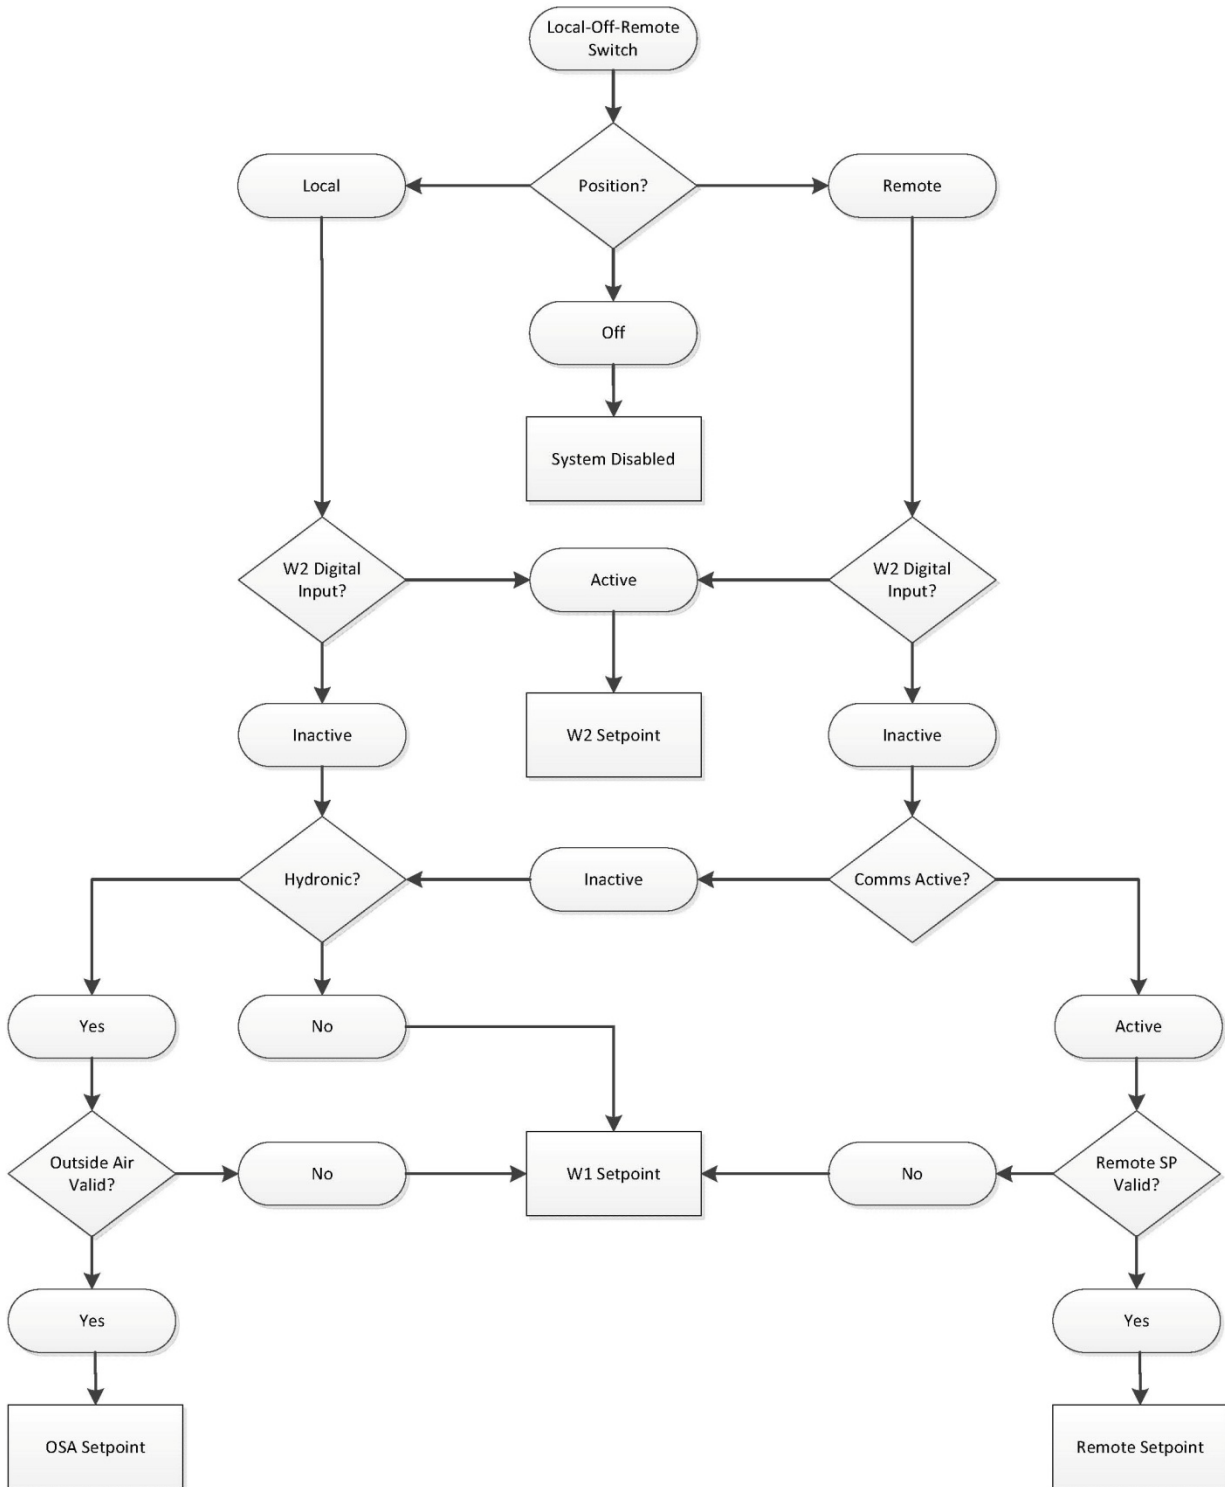 Local-Off-Remote
Switch
Local
Position?
Remote
Off
System Disabled
W2 Digital
Input?
Active
W2 Digital
Input?
Inactive
W2 Setpoint
Inactive
Hydronic?
Inactive
Comms Active?
Yes
No
Active
Outside Air
Valid?
No
W1 Setpoint
No
Remote SP
Valid?
Yes
Yes
OSA Setpoint
Remote Setpoint